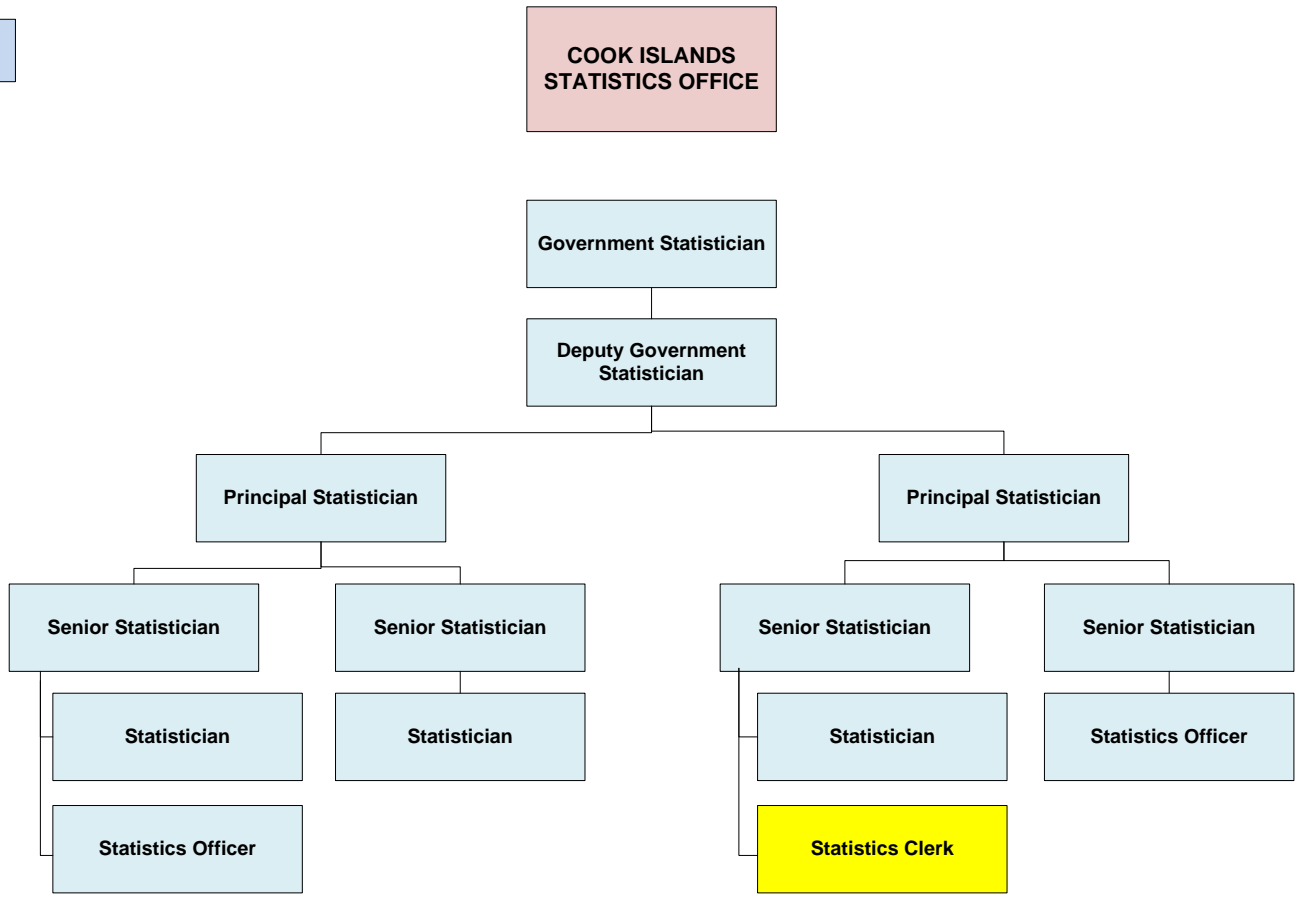 COOK ISLANDS
STATISTICS OFFICE
Government Statistician
Deputy Government
Statistician
Principal Statistician
Principal Statistician
Senior Statistician
Senior Statistician
Senior Statistician
Senior Statistician
Statistician
Statistician
Statistician
Statistics Officer
Statistics Officer
Statistics Clerk